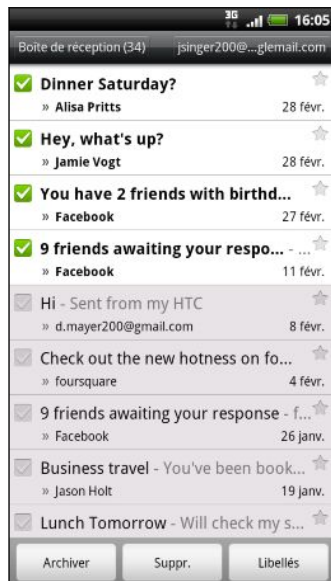 3G 16:05
Boîte de réception (34) jsinger200@...glemail.com
Dinner Saturday?
» Alisa Pritts 28 févr.
Hey, what's up?
» Jamie Vogt 28 févr.
You have 2 friends with birthd...
» Facebook 27 févr.
9 friends awaiting your respo... - ...
» Facebook 11 févr.
Hi - Sent from my HTC
» d.mayer200@gmail.com 8 févr.
Check out the new hotness on fo...
» foursquare 4 févr.
9 friends awaiting your response - f...
» Facebook 26 janv.
Business travel - You've been book...
» Jason Holt 19 janv.
Lunch Tomorrow - Will check my s...
Archiver Suppr. Libellés